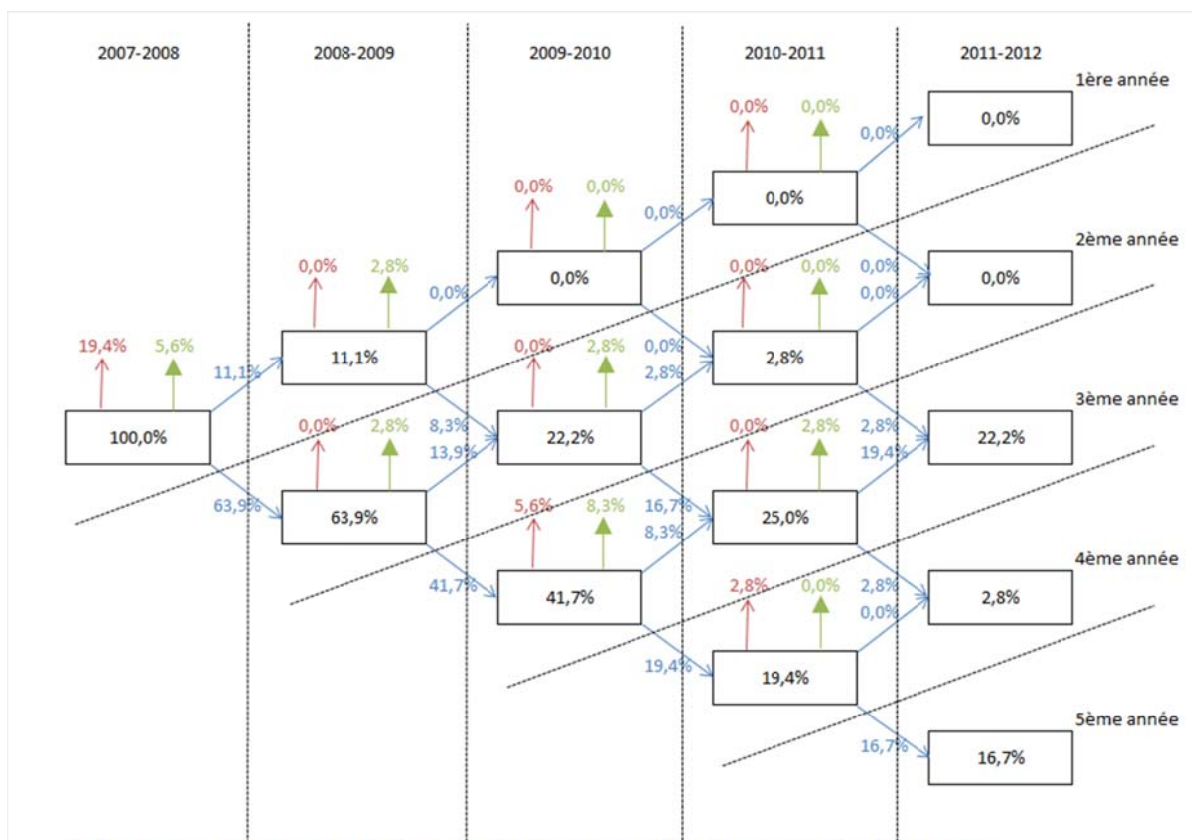 2007-2008 2008-2009 2009-2010 2010-2011 2011-2012
1ère année
0,0% 0,0% 0,0% 0,0%
0,0% 0,0% 0,0% 0,0%
2ème année
0,0% 2,8% 0,0% 0,0% 0,0% 0,0% 0,0%
0,0% 0,0%
19,4% 5,6% 11,1% 11,1% 0,0% 2,8% 0,0% 2,8% 2,8%
3ème année
100,0% 0,0% 2,8% 8,3% 22,2% 0,0% 2,8% 2,8% 22,2%
13,9% 19,4%
63,9% 63,9% 5,6% 8,3% 16,7% 25,0%
8,3%
4ème année
41,7% 41,7% 2,8% 0,0% 2,8% 2,8%
0,0%
19,4% 19,4%
5ème année
16,7% 16,7%